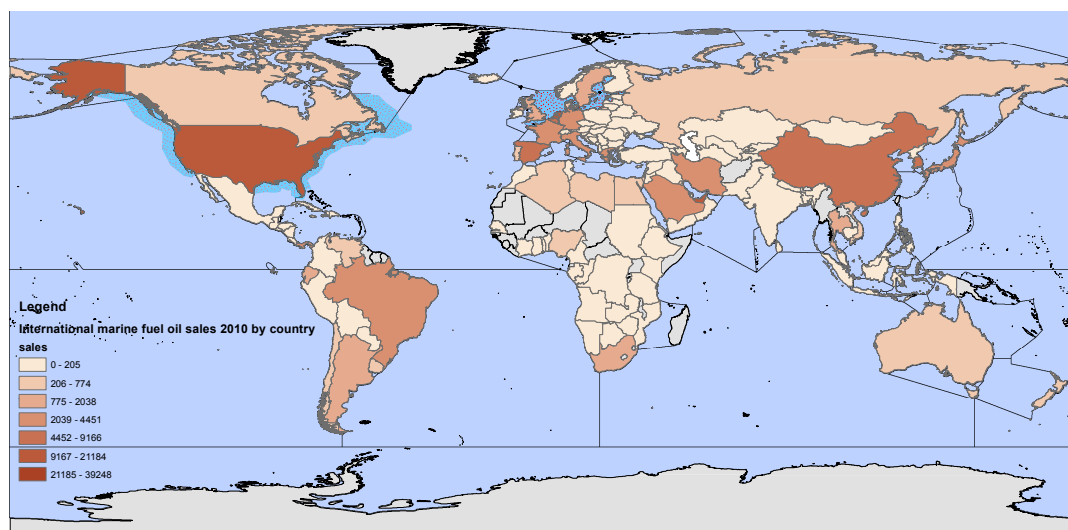 Legend
International marine fuel oil sales 2010 by country
sales
0 - 205
206 - 774
775 - 2038
2039 - 4451
4452 - 9166
9167 - 21184
21185 - 39248